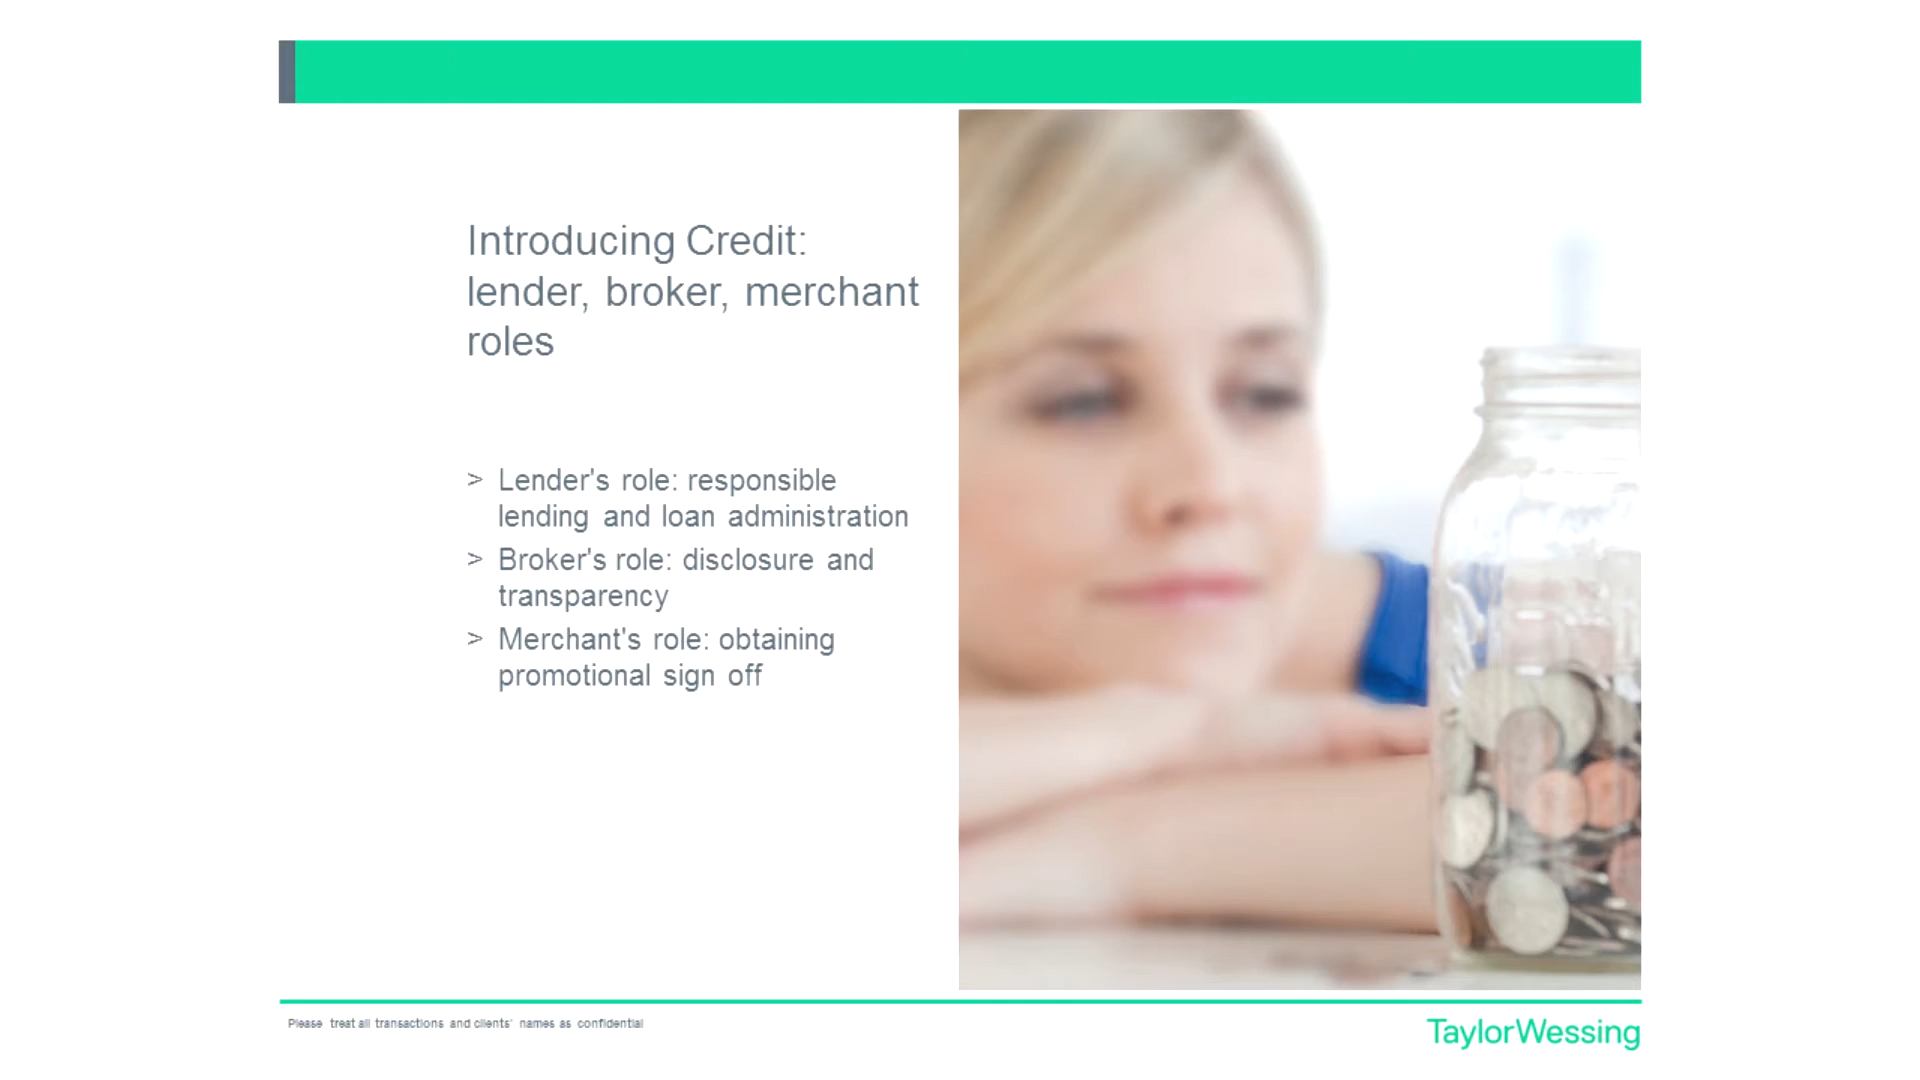 Introducing Credit:
lender, broker, merchant
roles
> Lender's role: responsible
lending and loan administration
> Broker's role: disclosure and
transparency
> Merchant's role: obtaining
promotional sign off
Please treat all transactions and clients' names as confidential
TaylorWessing